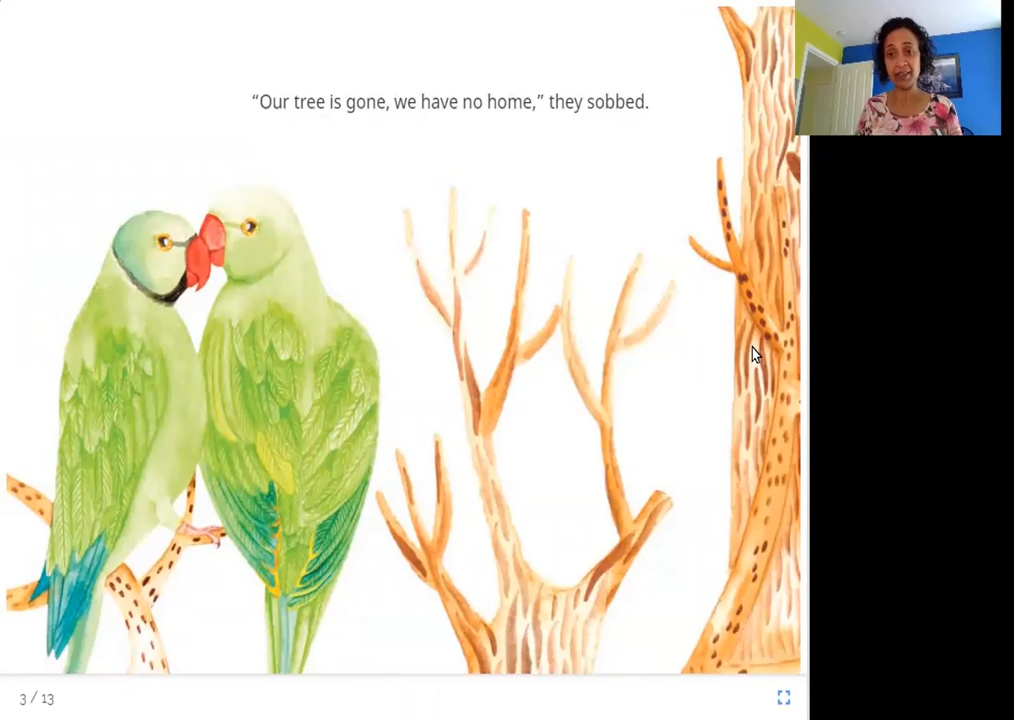 “Our tree is gone, we have no home,” they sobbed.
3 / 13